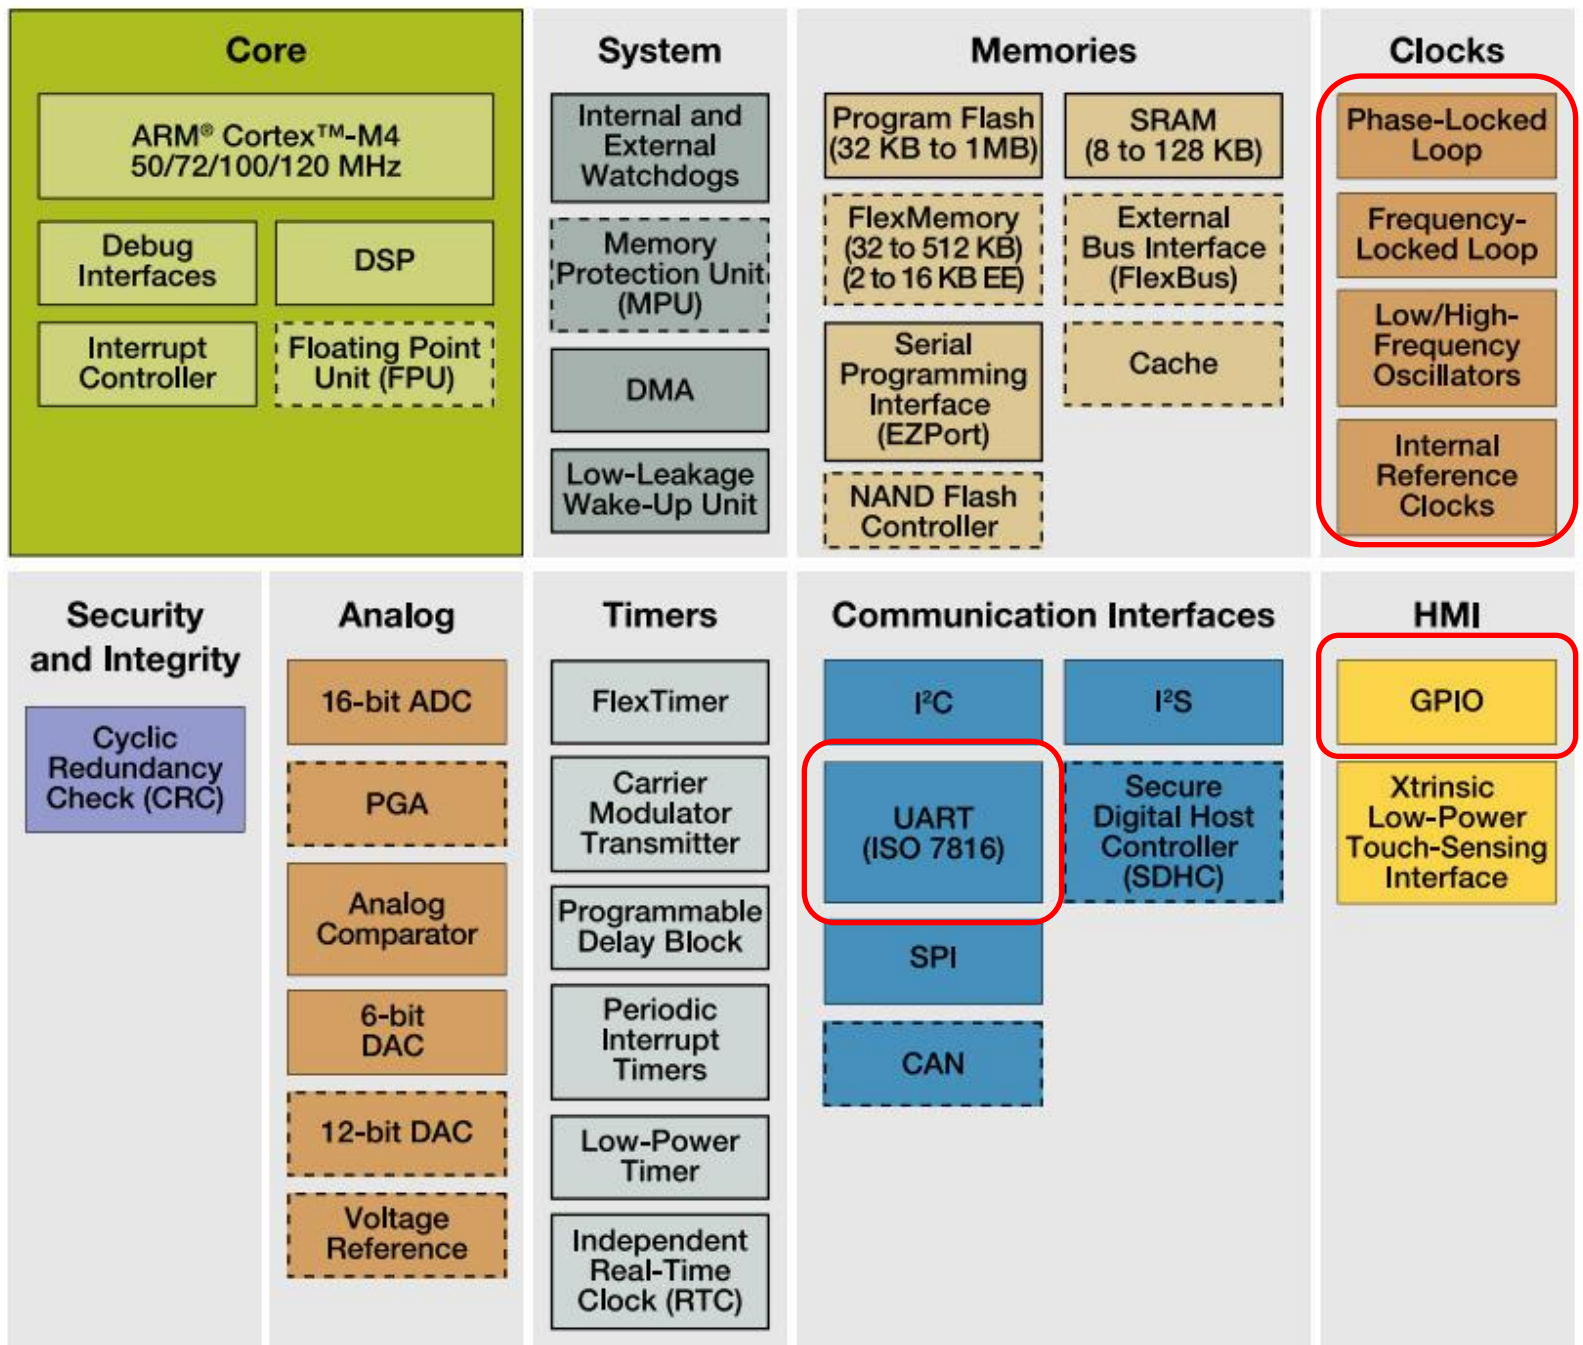 Core
ARM® Cortex™-M4
50/72/100/120 MHz
Debug
Interfaces
DSP
Interrupt
Controller
Floating Point
Unit (FPU)
System
Internal and
External
Watchdogs
Memory
Protection Unit
(MPU)
DMA
Low-Leakage
Wake-Up Unit
Memories
Program Flash
(32 KB to 1MB)
SRAM
(8 to 128 KB)
FlexMemory
(32 to 512 KB)
(2 to 16 KB EE)
External
Bus Interface
(FlexBus)
Serial
Programming
Interface
(EZPort)
Cache
NAND Flash
Controller
Clocks
Phase-Locked
Loop
Frequency-
Locked Loop
Low/High-
Frequency
Oscillators
Internal
Reference
Clocks
Security
and Integrity
Cyclic
Redundancy
Check (CRC)
Analog
16-bit ADC
PGA
Analog
Comparator
6-bit
DAC
12-bit DAC
Voltage
Reference
Timers
FlexTimer
Carrier
Modulator
Transmitter
Programmable
Delay Block
Periodic
Interrupt
Timers
Low-Power
Timer
Independent
Real-Time
Clock (RTC)
Communication Interfaces
I²C
I²S
UART
(ISO 7816)
Secure
Digital Host
Controller
(SDHC)
SPI
CAN
HMI
GPIO
Xtrinsic
Low-Power
Touch-Sensing
Interface